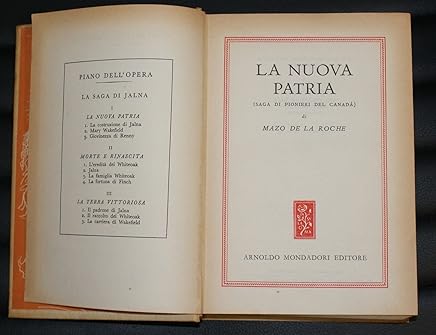 PIANO DELL'OPERA
LA SAGA DI JALNA
I
LA NUOVA PATRIA
1. La costruzione di Jalna
2. Mary Wakefield
3. Giovinezza di Renny
II
MORTE E RINASCITA
1. L'eredità dei Whiteoak
2. Jalna
3. La famiglia Whiteoak
4. La fortuna di Finch
III
LA TERRA VITTORIOSA
1. Il padrone di Jalna
2. Il raccolto dei Whiteoak
3. La carriera di Wakefield
LA NUOVA
PATRIA
(SAGA DI PIONIERI DEL CANADÀ)
di
MAZO DE LA ROCHE
ARNOLDO MONDADORI EDITORE